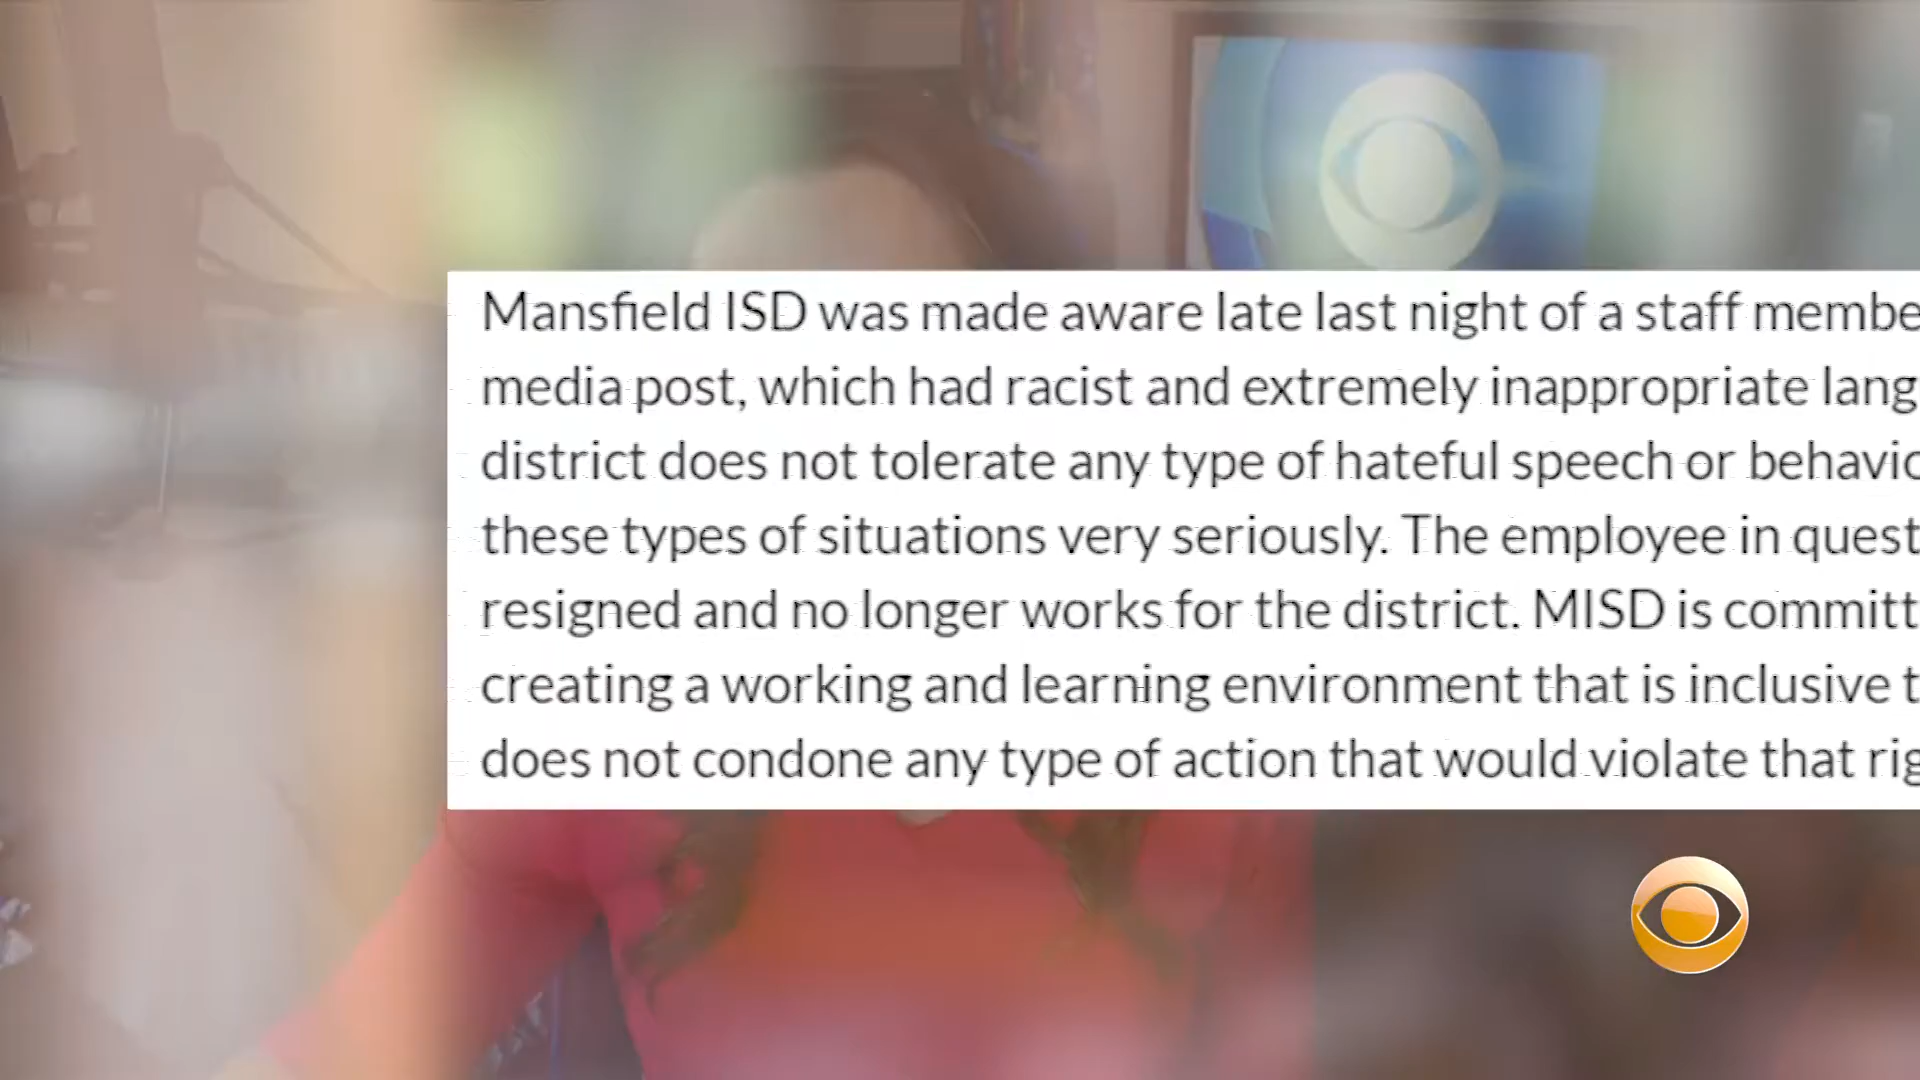 Mansfield ISD was made aware late last night of a staff membe
media post, which had racist and extremely inappropriate lang
district does not tolerate any type of hateful speech or behavio
these types of situations very seriously. The employee in quest
resigned and no longer works for the district. MISD is committ
creating a working and learning environment that is inclusive t
does not condone any type of action that would violate that rig